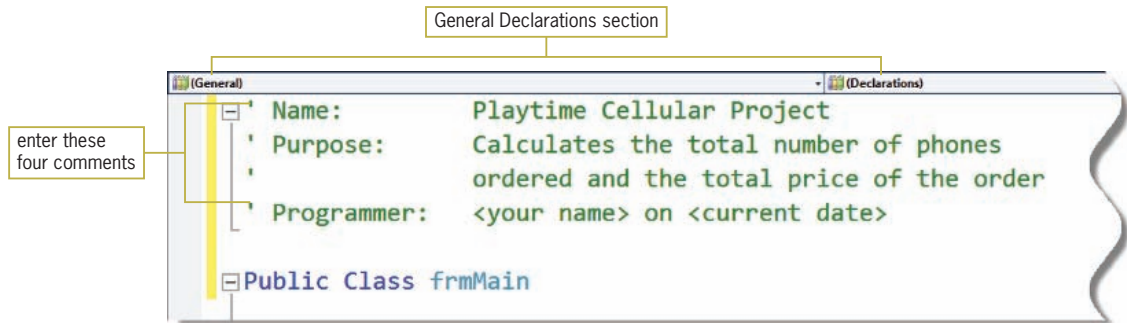 General Declarations section
(General) (Declarations)
enter these
four comments
' Name: Playtime Cellular Project
' Purpose: Calculates the total number of phones
' ordered and the total price of the order
' Programmer: <your name> on <current date>
Public Class frmMain